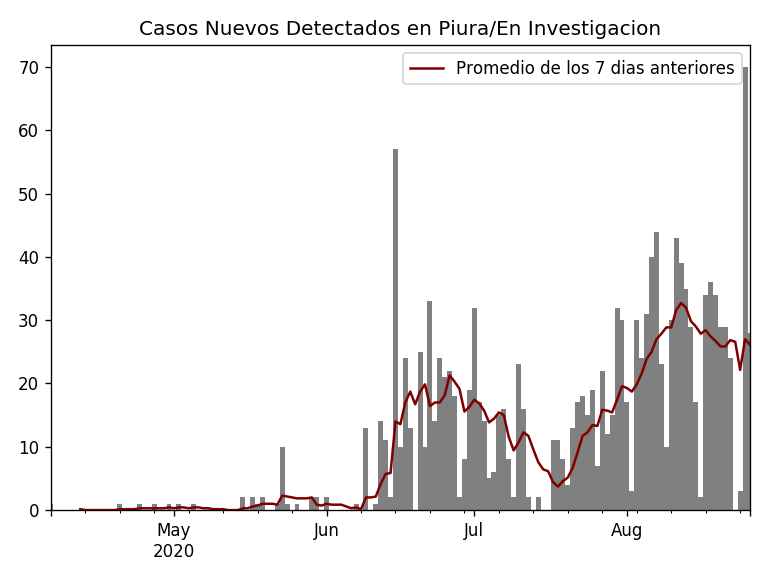 Casos Nuevos Detectados en Piura/En Investigacion
Promedio de los 7 dias anteriores
70
60
50
40
30
20
10
0
May
2020
Jun
Jul
Aug